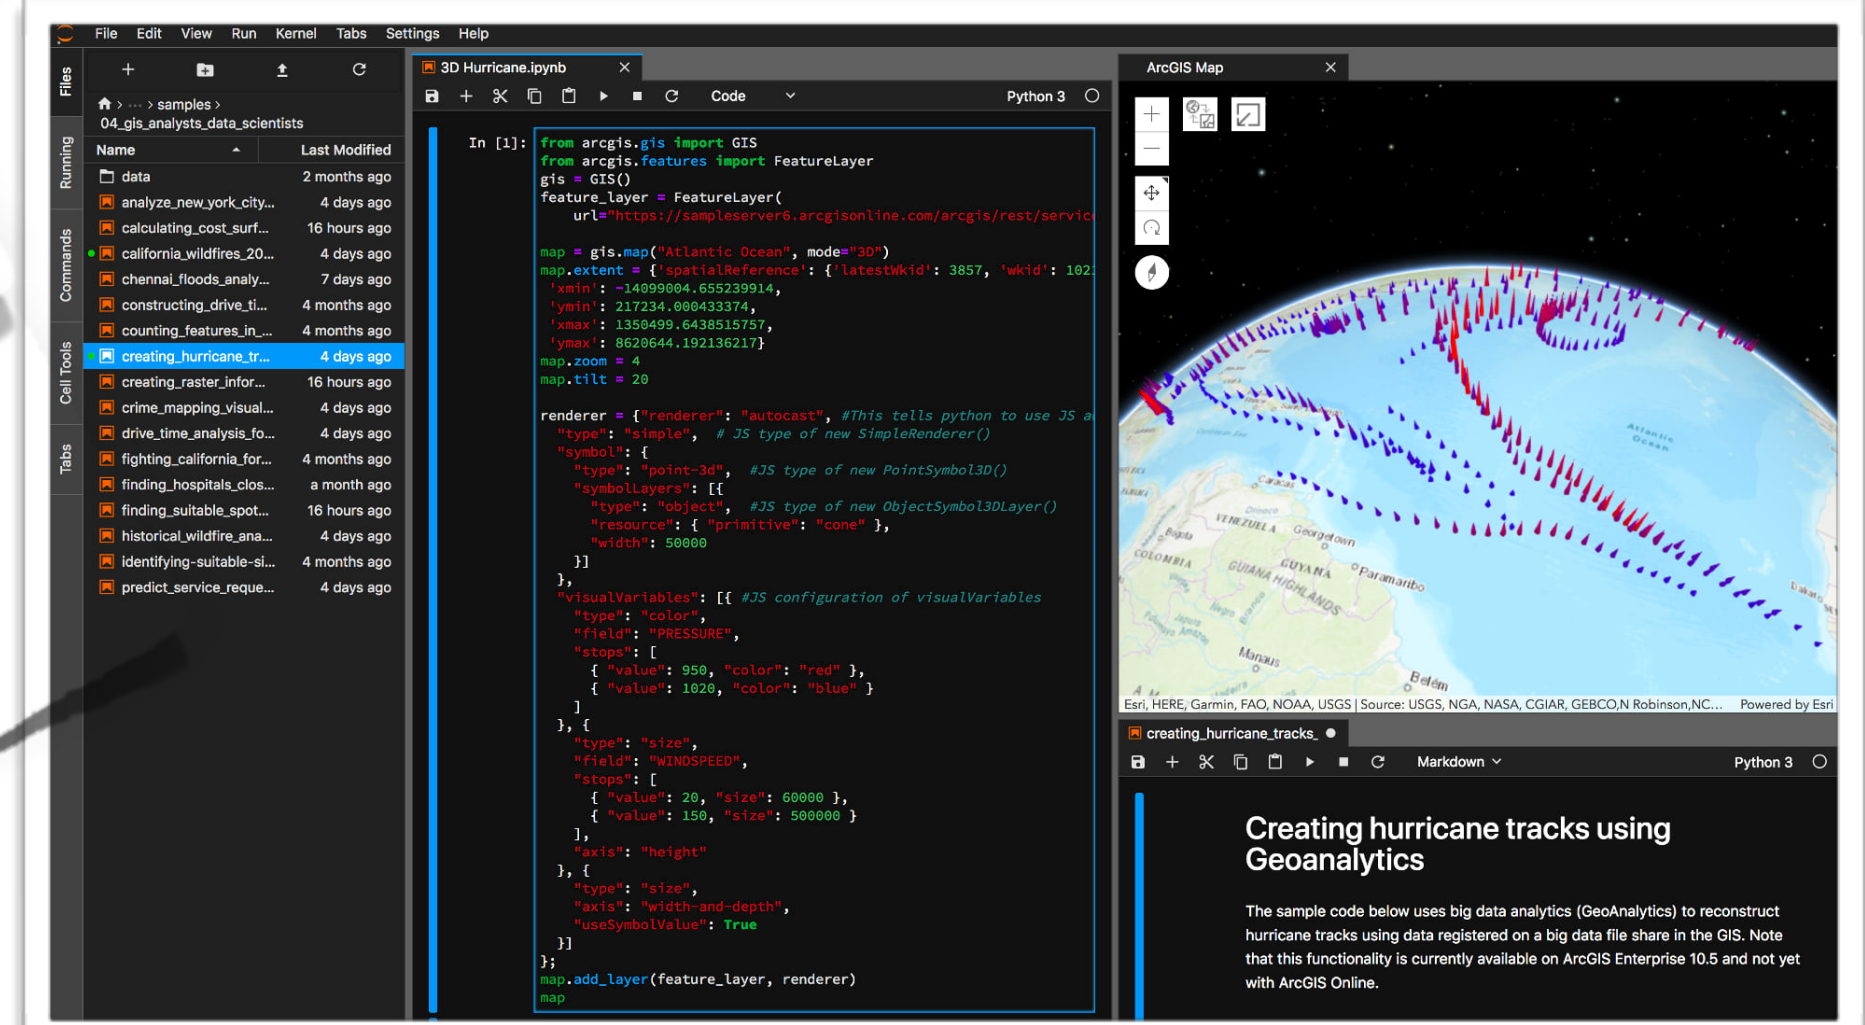 File Edit View Run Kernel Tabs Settings Help
Files
Running
Commands
Cell Tools
Tabs
> ··· > samples >
04_gis_analysts_data_scientists
Name Last Modified
data 2 months ago
analyze_new_york_city... 4 days ago
calculating_cost_surf... 16 hours ago
california_wildfires_20... 4 days ago
chennai_floods_analy... 7 days ago
constructing_drive_ti... 4 months ago
counting_features_in_... 4 months ago
creating_hurricane_tr... 4 days ago
creating_raster_infor... 16 hours ago
crime_mapping_visual... 4 days ago
drive_time_analysis_fo... 4 days ago
fighting_california_for... 4 months ago
finding_hospitals_clos... a month ago
finding_suitable_spot... 16 hours ago
historical_wildfire_ana... 4 days ago
identifying-suitable-si... 4 months ago
predict_service_reque... 4 days ago
3D Hurricane.ipynb
Code Python 3
In [1]:
from arcgis.gis import GIS
from arcgis.features import FeatureLayer
gis = GIS()
feature_layer = FeatureLayer(
url="https://sampleserver6.arcgisonline.com/arcgis/rest/servic
map = gis.map("Atlantic Ocean", mode="3D")
map.extent = {'spatialReference': {'latestWkid': 3857, 'wkid': 102
'xmin': -14099004.655239914,
'ymin': 217234.000433374,
'xmax': 1350499.6438515757,
'ymax': 8620644.192136217}
map.zoom = 4
map.tilt = 20
renderer = {"renderer": "autocast", #This tells python to use JS a
"type": "simple", # JS type of new SimpleRenderer()
"symbol": {
"type": "point-3d", #JS type of new PointSymbol3D()
"symbolLayers": [{
"type": "object", #JS type of new ObjectSymbol3DLayer()
"resource": { "primitive": "cone" },
"width": 50000
}]
},
"visualVariables": [{ #JS configuration of visualVariables
"type": "color",
"field": "PRESSURE",
"stops": [
{ "value": 950, "color": "red" },
{ "value": 1020, "color": "blue" }
]
}, {
"type": "size",
"field": "WINDSPEED",
"stops": [
{ "value": 20, "size": 60000 },
{ "value": 150, "size": 500000 }
],
"axis": "height"
}, {
"type": "size",
"axis": "width-and-depth",
"useSymbolValue": True
}]
};
map.add_layer(feature_layer, renderer)
map
ArcGIS Map
Atlantic
Ocean
Caracas
Orinoco
VENEZUELA
Georgetown
Bogota
COLOMBIA
GUYANA
Paramaribo
GUIANA HIGHLANDS
Negro
Manaus
Belém
Dakar
Esri, HERE, Garmin, FAO, NOAA, USGS | Source: USGS, NGA, NASA, CGIAR, GEBCO,N Robinson,NC... Powered by Esri
creating_hurricane_tracks_
Markdown Python 3
Creating hurricane tracks using
Geoanalytics
The sample code below uses big data analytics (GeoAnalytics) to reconstruct
hurricane tracks using data registered on a big data file share in the GIS. Note
that this functionality is currently available on ArcGIS Enterprise 10.5 and not yet
with ArcGIS Online.